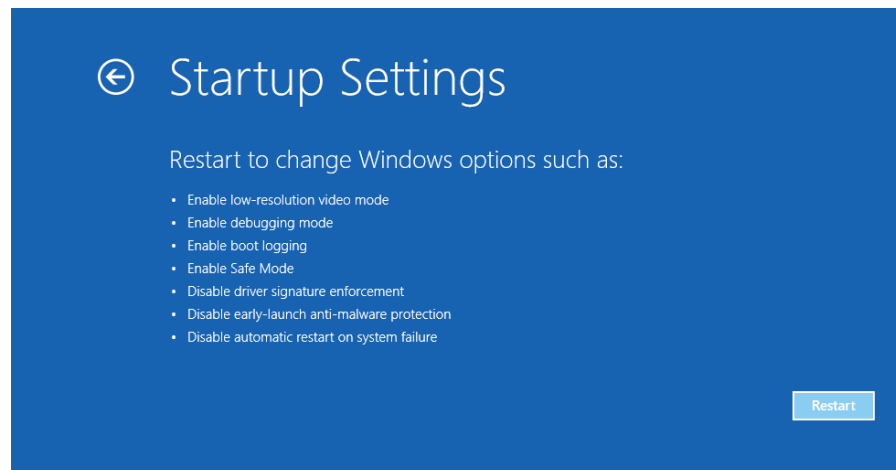 Startup Settings
Restart to change Windows options such as:
• Enable low-resolution video mode
• Enable debugging mode
• Enable boot logging
• Enable Safe Mode
• Disable driver signature enforcement
• Disable early-launch anti-malware protection
• Disable automatic restart on system failure
Restart